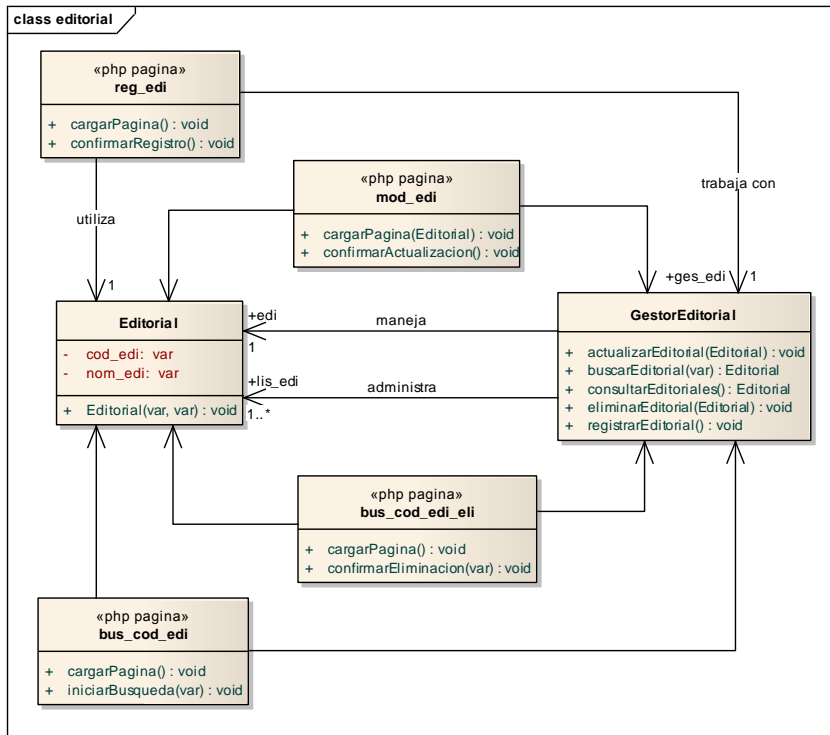 class editorial
«php pagina»
reg_edi
+ cargarPagina() : void
+ confirmarRegistro() : void
«php pagina»
mod_edi
+ cargarPagina(Editorial) : void
+ confirmarActualizacion() : void
utiliza
1
trabaja con
+ges_edi
1
Editorial
- cod_edi: var
- nom_edi: var
+ Editorial(var, var) : void
+edi
1
maneja
+lis_edi
1..*
administra
GestorEditorial
+ actualizarEditorial(Editorial) : void
+ buscarEditorial(var) : Editorial
+ consultarEditoriales() : Editorial
+ eliminarEditorial(Editorial) : void
+ registrarEditorial() : void
«php pagina»
bus_cod_edi_eli
+ cargarPagina() : void
+ confirmarEliminacion(var) : void
«php pagina»
bus_cod_edi
+ cargarPagina() : void
+ iniciarBusqueda(var) : void